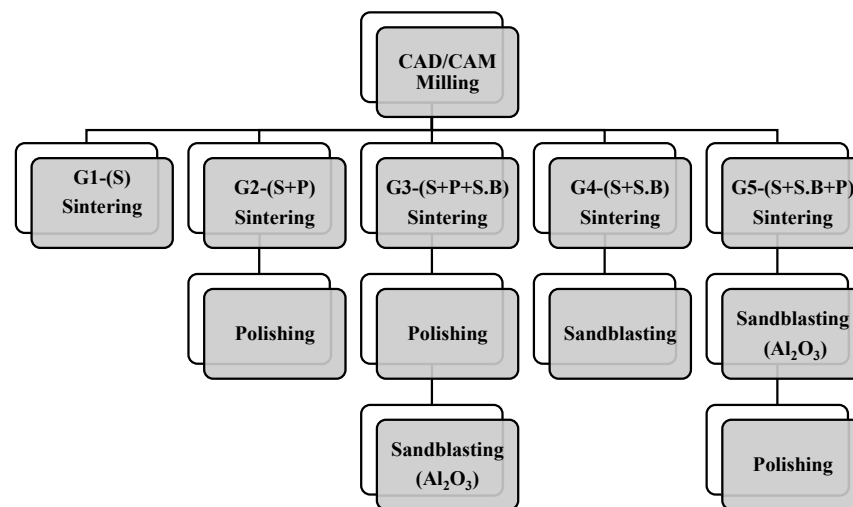 CAD/CAM
Milling
G1-(S)
Sintering
G2-(S+P)
Sintering
G3-(S+P+S.B)
Sintering
G4-(S+S.B)
Sintering
G5-(S+S.B+P)
Sintering
Polishing
Polishing
Sandblasting
Sandblasting
(Al₂O₃)
Sandblasting
(Al₂O₃)
Polishing